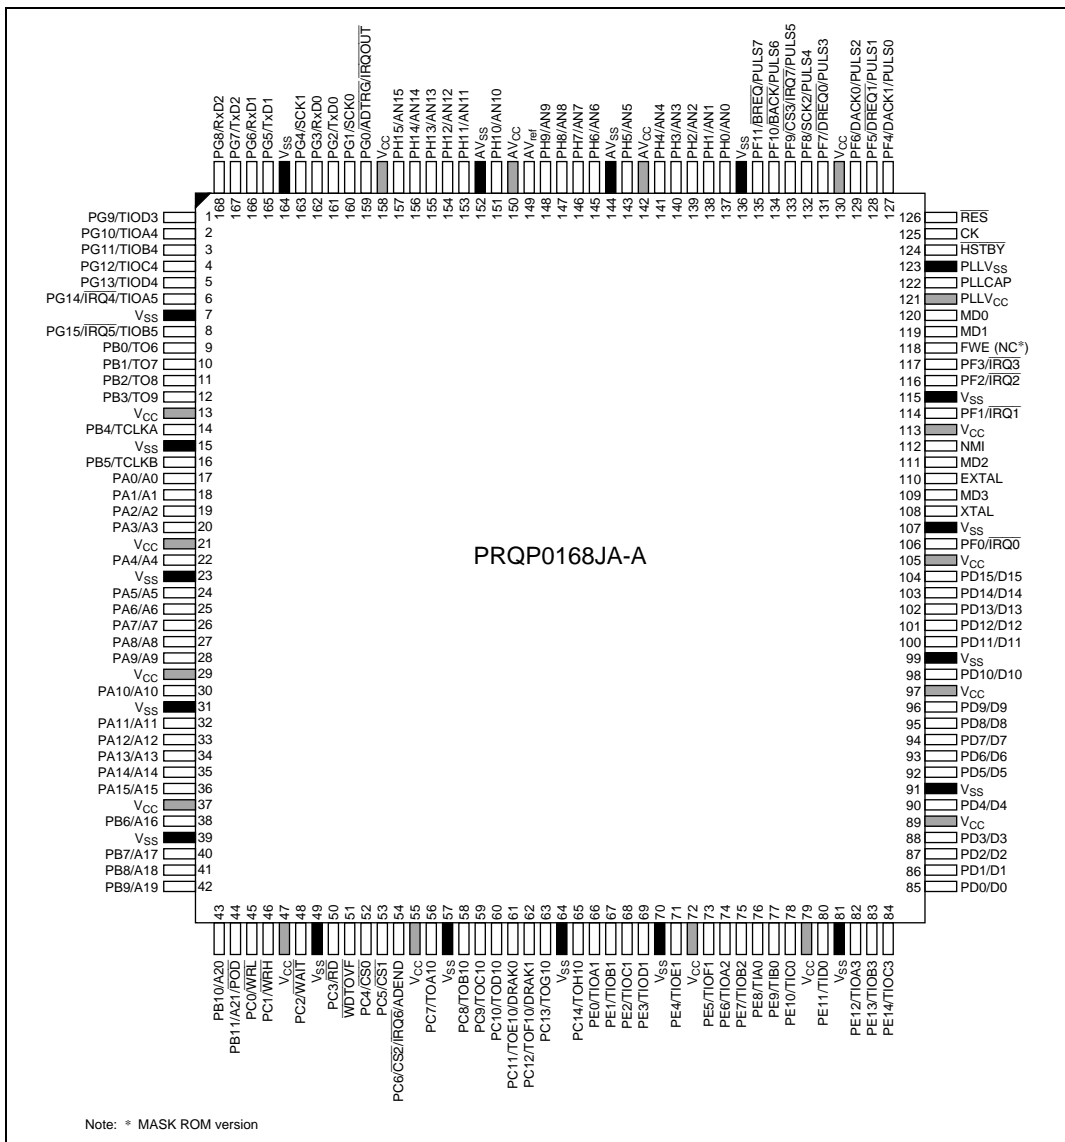 PG8/RxD2
PG7/TxD2
PG6/RxD1
PG5/TxD1
VSS
PG4/SCK1
PG3/RxD0
PG2/TxD0
PG1/SCK0
PG0/ADTRG/IRQOUT
VCC
PH15/AN15
PH14/AN14
PH13/AN13
PH12/AN12
PH11/AN11
AVSS
PH10/AN10
AVCC
AVref
PH9/AN9
PH8/AN8
PH7/AN7
PH6/AN6
AVSS
PH5/AN5
AVCC
PH4/AN4
PH3/AN3
PH2/AN2
PH1/AN1
PH0/AN0
VSS
PF11/BREQ/PULS7
PF10/BACK/PULS6
PF9/CS3/IRQ7/PULS5
PF8/SCK2/PULS4
PF7/DREQ0/PULS3
VCC
PF6/DACK0/PULS2
PF5/DREQ1/PULS1
PF4/DACK1/PULS0
168 167 166 165 164 163 162 161 160 159 158 157 156 155 154 153 152 151 150 149 148 147 146 145 144 143 142 141 140 139 138 137 136 135 134 133 132 131 130 129 128 127
PG9/TIOD3 1
PG10/TIOA4 2
PG11/TIOB4 3
PG12/TIOC4 4
PG13/TIOD4 5
PG14/IRQ4/TIOA5 6
VSS 7
PG15/IRQ5/TIOB5 8
PB0/TO6 9
PB1/TO7 10
PB2/TO8 11
PB3/TO9 12
VCC 13
PB4/TCLKA 14
VSS 15
PB5/TCLKB 16
PA0/A0 17
PA1/A1 18
PA2/A2 19
PA3/A3 20
VCC 21
PA4/A4 22
VSS 23
PA5/A5 24
PA6/A6 25
PA7/A7 26
PA8/A8 27
PA9/A9 28
VCC 29
PA10/A10 30
VSS 31
PA11/A11 32
PA12/A12 33
PA13/A13 34
PA14/A14 35
PA15/A15 36
VCC 37
PB6/A16 38
VSS 39
PB7/A17 40
PB8/A18 41
PB9/A19 42
PRQP0168JA-A
126 RES
125 CK
124 HSTBY
123 PLLVSS
122 PLLCAP
121 PLLVCC
120 MD0
119 MD1
118 FWE (NC*)
117 PF3/IRQ3
116 PF2/IRQ2
115 VSS
114 PF1/IRQ1
113 VCC
112 NMI
111 MD2
110 EXTAL
109 MD3
108 XTAL
107 VSS
106 PF0/IRQ0
105 VCC
104 PD15/D15
103 PD14/D14
102 PD13/D13
101 PD12/D12
100 PD11/D11
99 VSS
98 PD10/D10
97 VCC
96 PD9/D9
95 PD8/D8
94 PD7/D7
93 PD6/D6
92 PD5/D5
91 VSS
90 PD4/D4
89 VCC
88 PD3/D3
87 PD2/D2
86 PD1/D1
85 PD0/D0
43 44 45 46 47 48 49 50 51 52 53 54 55 56 57 58 59 60 61 62 63 64 65 66 67 68 69 70 71 72 73 74 75 76 77 78 79 80 81 82 83 84
PB10/A20
PB11/A21/POD
PC0/WRL
PC1/WRH
VCC
PC2/WAIT
VSS
PC3/RD
WDTOVF
PC4/CS0
PC5/CS1
PC6/CS2/IRQ6/ADEND
VCC
PC7/TOA10
VSS
PC8/TOB10
PC9/TOC10
PC10/TOD10
PC11/TOE10/DRAK0
PC12/TOF10/DRAK1
PC13/TOG10
VSS
PC14/TOH10
PE0/TIOA1
PE1/TIOB1
PE2/TIOC1
PE3/TIOD1
VSS
PE4/TIOE1
VCC
PE5/TIOF1
PE6/TIOA2
PE7/TIOB2
PE8/TIA0
PE9/TIB0
PE10/TIC0
VCC
PE11/TID0
VSS
PE12/TIOA3
PE13/TIOB3
PE14/TIOC3
Note: * MASK ROM version